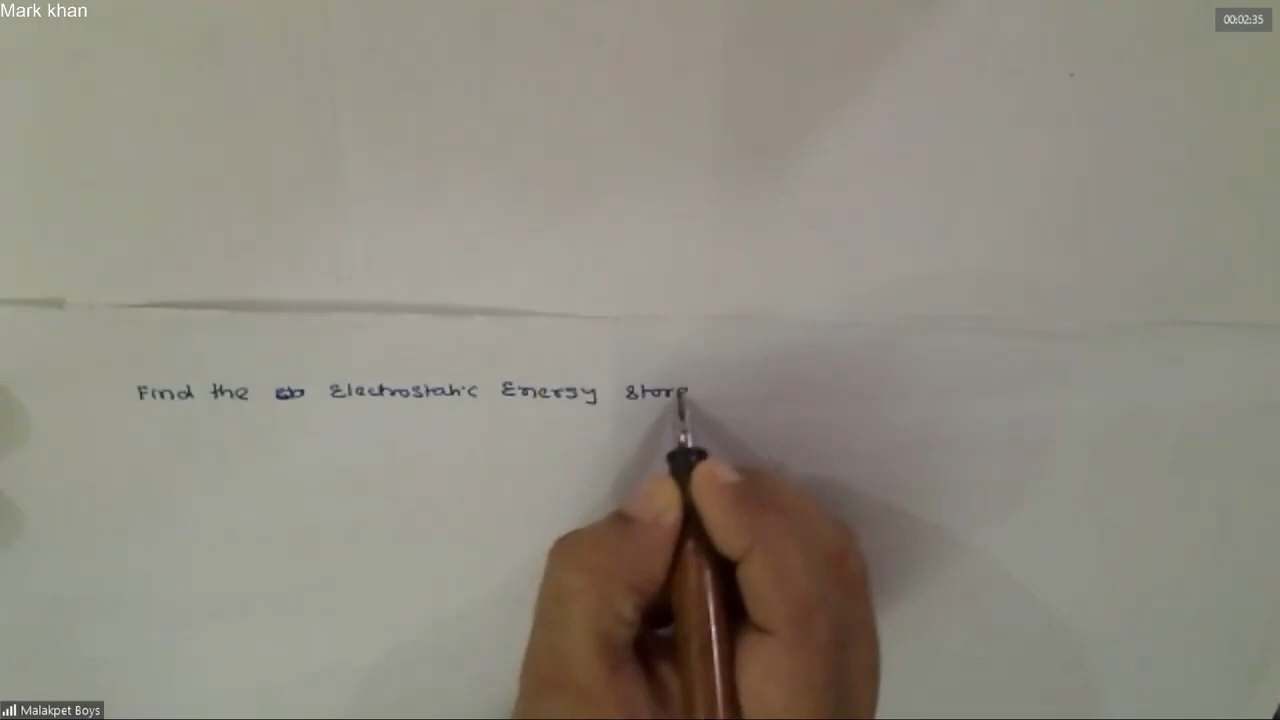 Mark khan
00:02:35
Find the Electrostatic Energy Store
Malakpet Boys